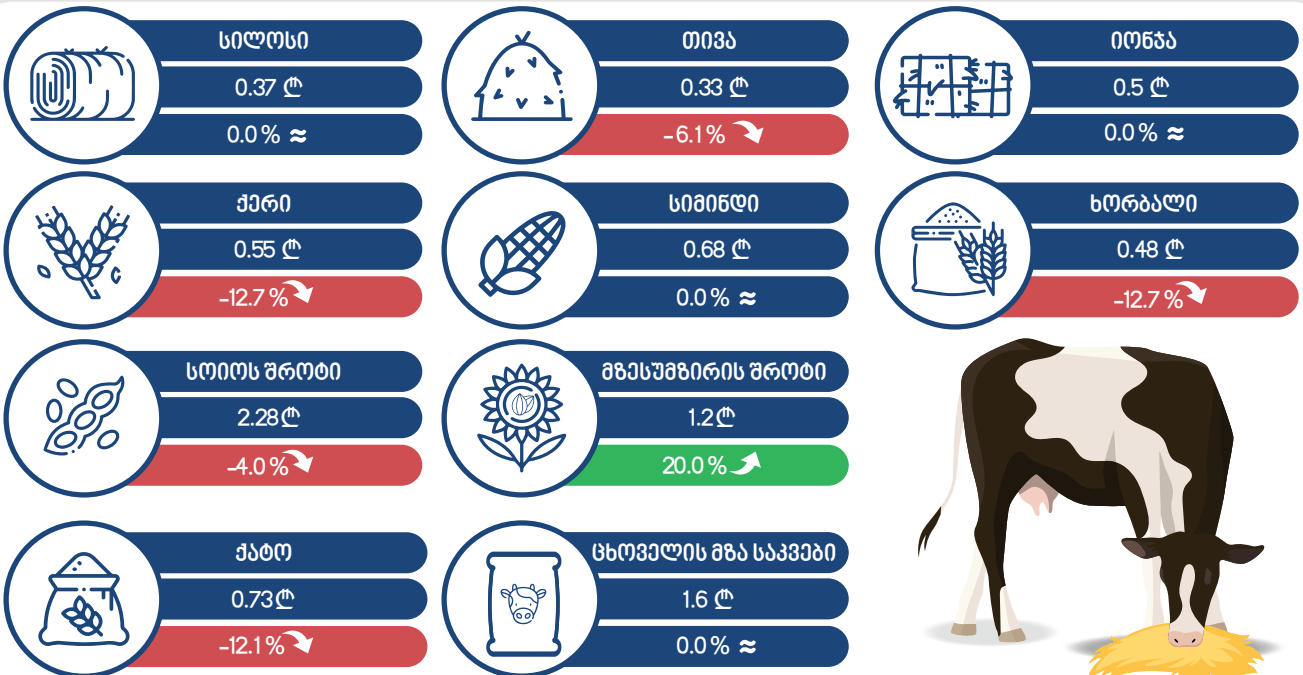 სილოსი
0.37 ₾
0.0 % ≈
თივა
0.33 ₾
-6.1 %
იონჯა
0.5 ₾
0.0 % ≈
ქერი
0.55 ₾
-12.7 %
სიმინდი
0.68 ₾
0.0 % ≈
ხორბალი
0.48 ₾
-12.7 %
სოიოს შროტი
2.28 ₾
-4.0 %
მზესუმზირის შროტი
1.2 ₾
20.0 %
ქატო
0.73 ₾
-12.1 %
ცხოველის მზა საკვები
1.6 ₾
0.0 % ≈